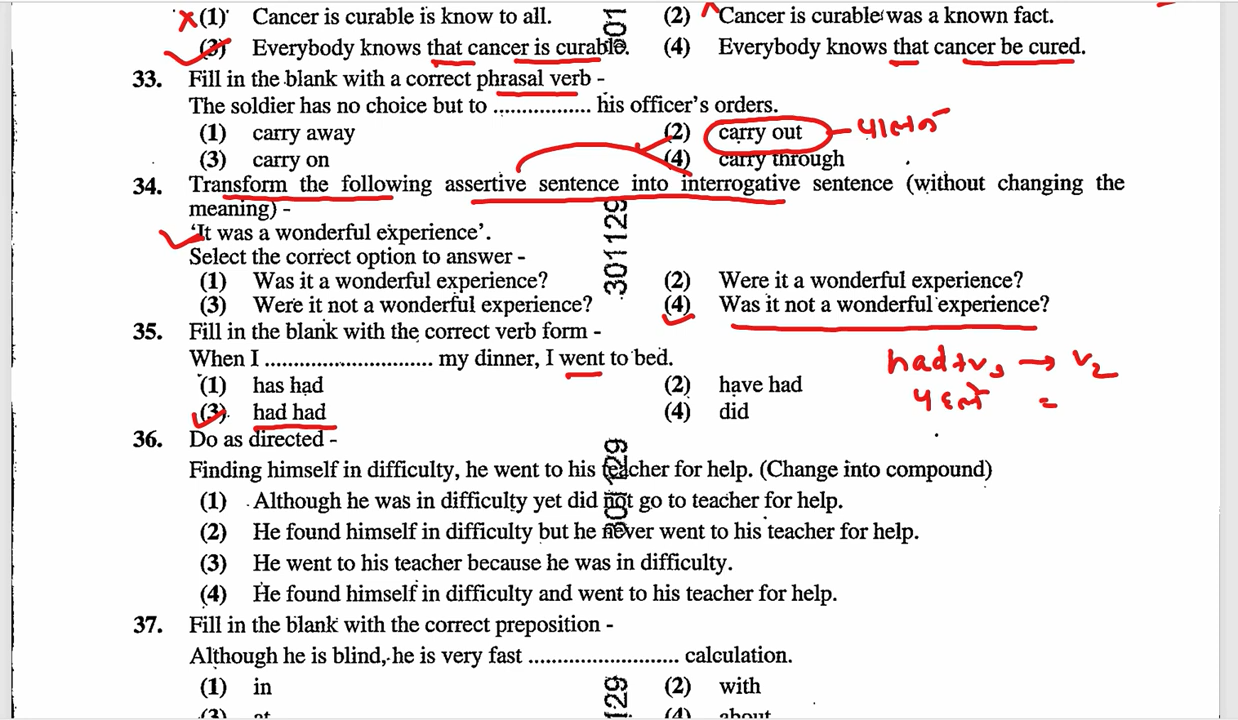 (1) Cancer is curable is know to all. (2) Cancer is curable was a known fact.
(3) Everybody knows that cancer is curable. (4) Everybody knows that cancer be cured.
33. Fill in the blank with a correct phrasal verb -
The soldier has no choice but to ................. his officer's orders.
(1) carry away (2) carry out
(3) carry on (4) carry through
34. Transform the following assertive sentence into interrogative sentence (without changing the
meaning) -
'It was a wonderful experience'.
Select the correct option to answer -
(1) Was it a wonderful experience? (2) Were it a wonderful experience?
(3) Were it not a wonderful experience? (4) Was it not a wonderful experience?
35. Fill in the blank with the correct verb form -
When I ............................. my dinner, I went to bed.
had+v3 → v2
(1) has had (2) have had
(3) had had (4) did
36. Do as directed -
Finding himself in difficulty, he went to his teacher for help. (Change into compound)
(1) Although he was in difficulty yet did not go to teacher for help.
(2) He found himself in difficulty but he never went to his teacher for help.
(3) He went to his teacher because he was in difficulty.
(4) He found himself in difficulty and went to his teacher for help.
37. Fill in the blank with the correct preposition -
Although he is blind, he is very fast .......................... calculation.
(1) in (2) with
(3) at (4) about
301129